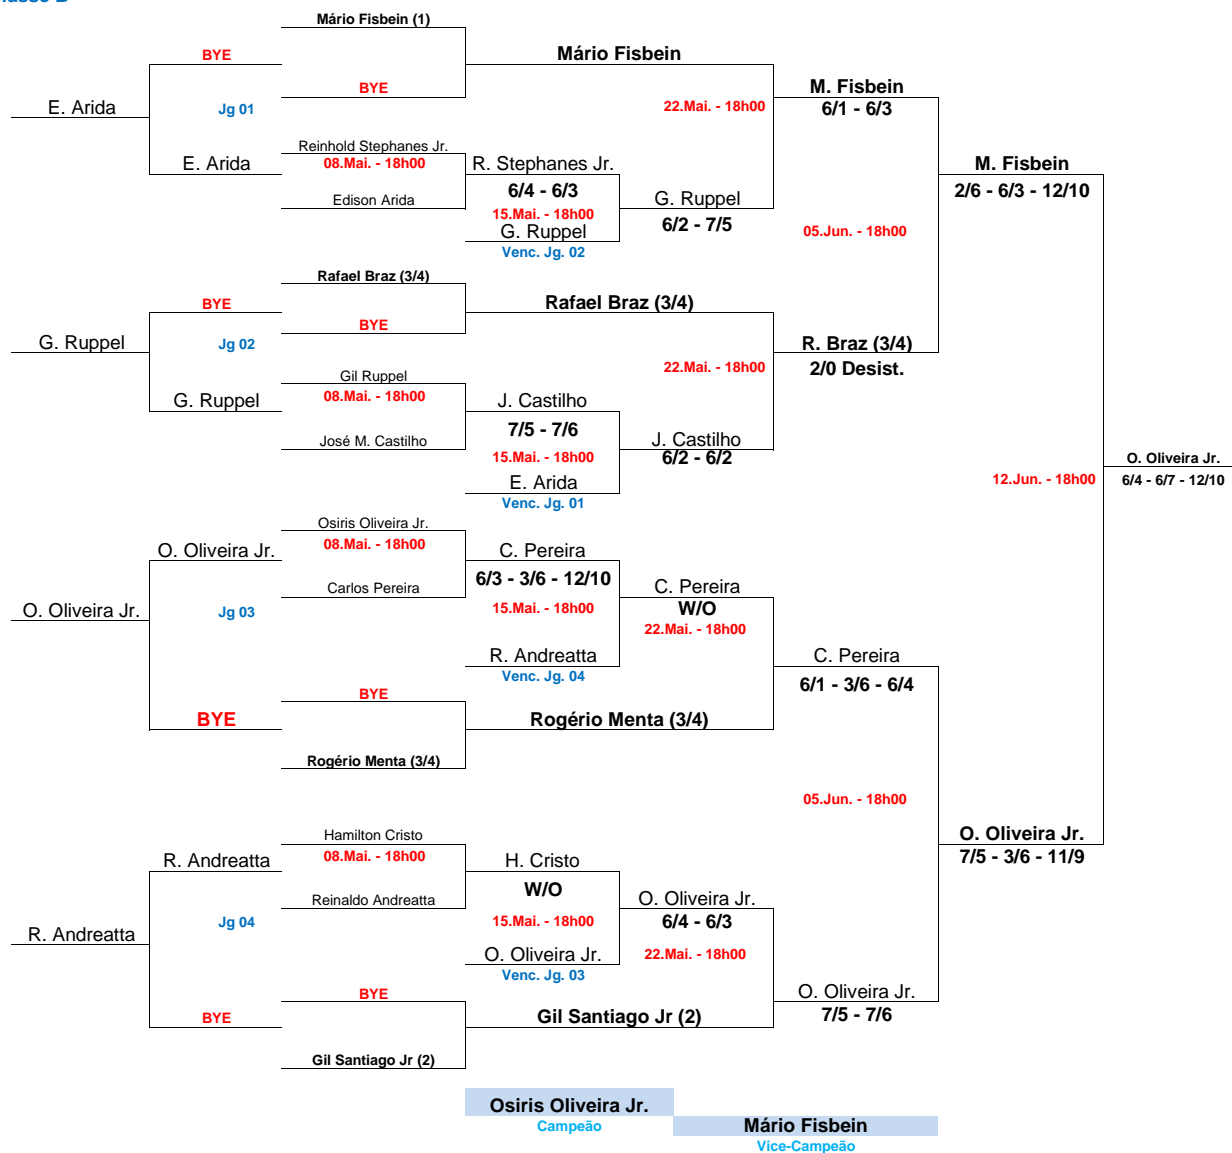 Mário Fisbein (1)
BYE
Mário Fisbein
BYE
M. Fisbein
E. Arida
Jg 01
22.Mai. - 18h00
6/1 - 6/3
Reinhold Stephanes Jr.
E. Arida
08.Mai. - 18h00
R. Stephanes Jr.
M. Fisbein
6/4 - 6/3
2/6 - 6/3 - 12/10
Edison Arida
G. Ruppel
15.Mai. - 18h00
6/2 - 7/5
G. Ruppel
05.Jun. - 18h00
Venc. Jg. 02
Rafael Braz (3/4)
BYE
Rafael Braz (3/4)
BYE
G. Ruppel
Jg 02
R. Braz (3/4)
22.Mai. - 18h00
2/0 Desist.
Gil Ruppel
G. Ruppel
08.Mai. - 18h00
J. Castilho
7/5 - 7/6
José M. Castilho
J. Castilho
15.Mai. - 18h00
6/2 - 6/2
O. Oliveira Jr.
E. Arida
12.Jun. - 18h00
6/4 - 6/7 - 12/10
Venc. Jg. 01
Osiris Oliveira Jr.
O. Oliveira Jr.
08.Mai. - 18h00
C. Pereira
6/3 - 3/6 - 12/10
Carlos Pereira
C. Pereira
O. Oliveira Jr.
Jg 03
15.Mai. - 18h00
W/O
22.Mai. - 18h00
R. Andreatta
C. Pereira
Venc. Jg. 04
6/1 - 3/6 - 6/4
BYE
BYE
Rogério Menta (3/4)
Rogério Menta (3/4)
05.Jun. - 18h00
Hamilton Cristo
O. Oliveira Jr.
R. Andreatta
08.Mai. - 18h00
H. Cristo
7/5 - 3/6 - 11/9
W/O
Reinaldo Andreatta
O. Oliveira Jr.
R. Andreatta
Jg 04
15.Mai. - 18h00
6/4 - 6/3
O. Oliveira Jr.
22.Mai. - 18h00
Venc. Jg. 03
BYE
O. Oliveira Jr.
BYE
Gil Santiago Jr (2)
7/5 - 7/6
Gil Santiago Jr (2)
Osiris Oliveira Jr.
Campeão
Mário Fisbein
Vice-Campeão